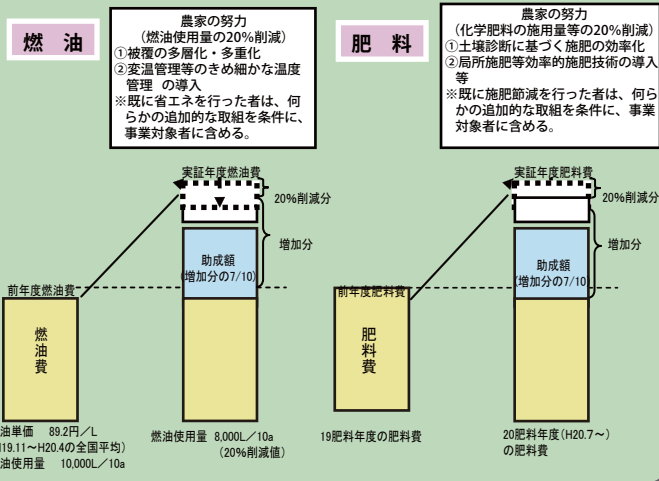 燃 油
農家の努力
(燃油使用量の20%削減)
①被覆の多層化・多重化
②変温管理等のきめ細かな温度
管理 の導入
※既に省エネを行った者は、何
らかの追加的な取組を条件に、
事業対象者に含める。
実証年度燃油費
20%削減分
増加分
助成額
(増加分の7/10)
前年度燃油費
燃油費
油単価 89.2円/L
H19.11~H20.4の全国平均)
油使用量 10,000L/10a
燃油使用量 8,000L/10a
(20%削減値)
肥 料
農家の努力
(化学肥料の施用量等の20%削減)
①土壌診断に基づく施肥の効率化
②局所施肥等効率的施肥技術の導入
等
※既に施肥節減を行った者は、何ら
かの追加的な取組を条件に、事業
対象者に含める。
実証年度肥料費
20%削減分
増加分
助成額
(増加分の7/10)
前年度肥料費
肥料費
19肥料年度の肥料費
20肥料年度(H20.7~)
の肥料費